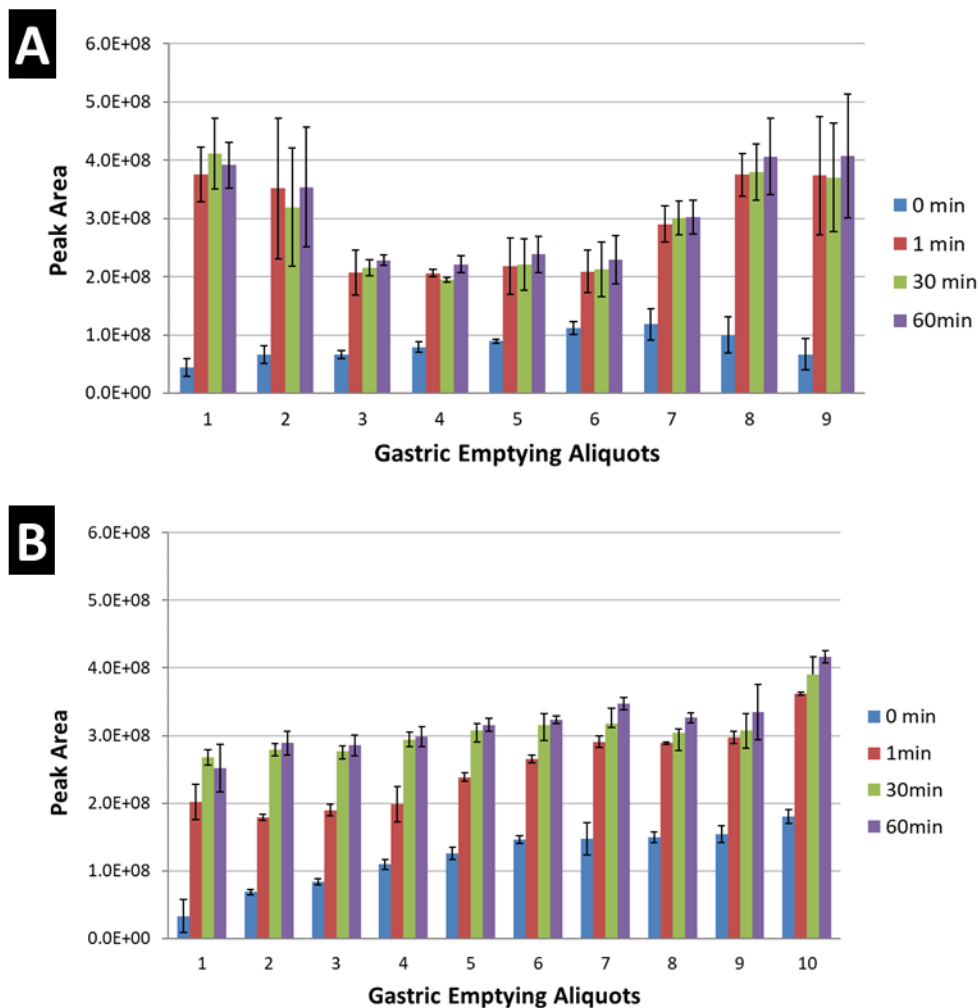 A
6.0E+08
5.0E+08
4.0E+08
3.0E+08
2.0E+08
1.0E+08
0.0E+00
Peak Area
1 2 3 4 5 6 7 8 9
Gastric Emptying Aliquots
0 min
1 min
30 min
60min
B
6.0E+08
5.0E+08
4.0E+08
3.0E+08
2.0E+08
1.0E+08
0.0E+00
Peak Area
1 2 3 4 5 6 7 8 9 10
Gastric Emptying Aliquots
0 min
1min
30min
60min